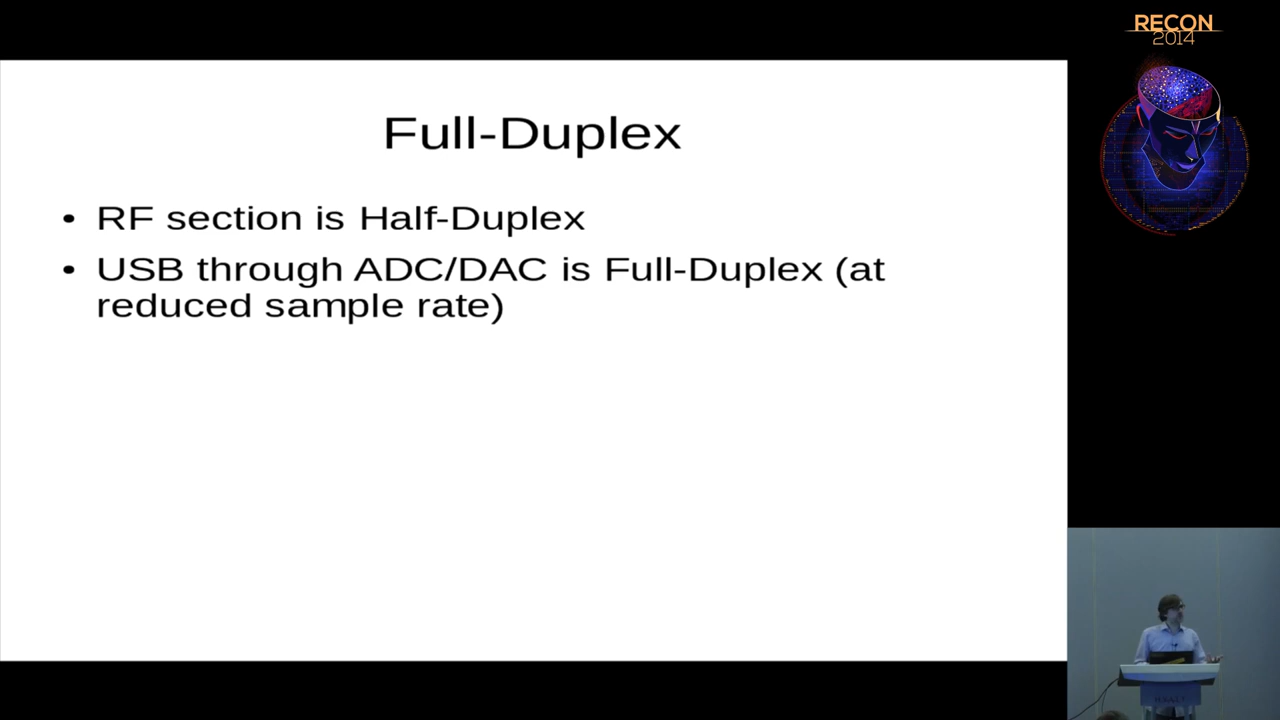 RECON
2014
Full-Duplex
• RF section is Half-Duplex
• USB through ADC/DAC is Full-Duplex (at
reduced sample rate)